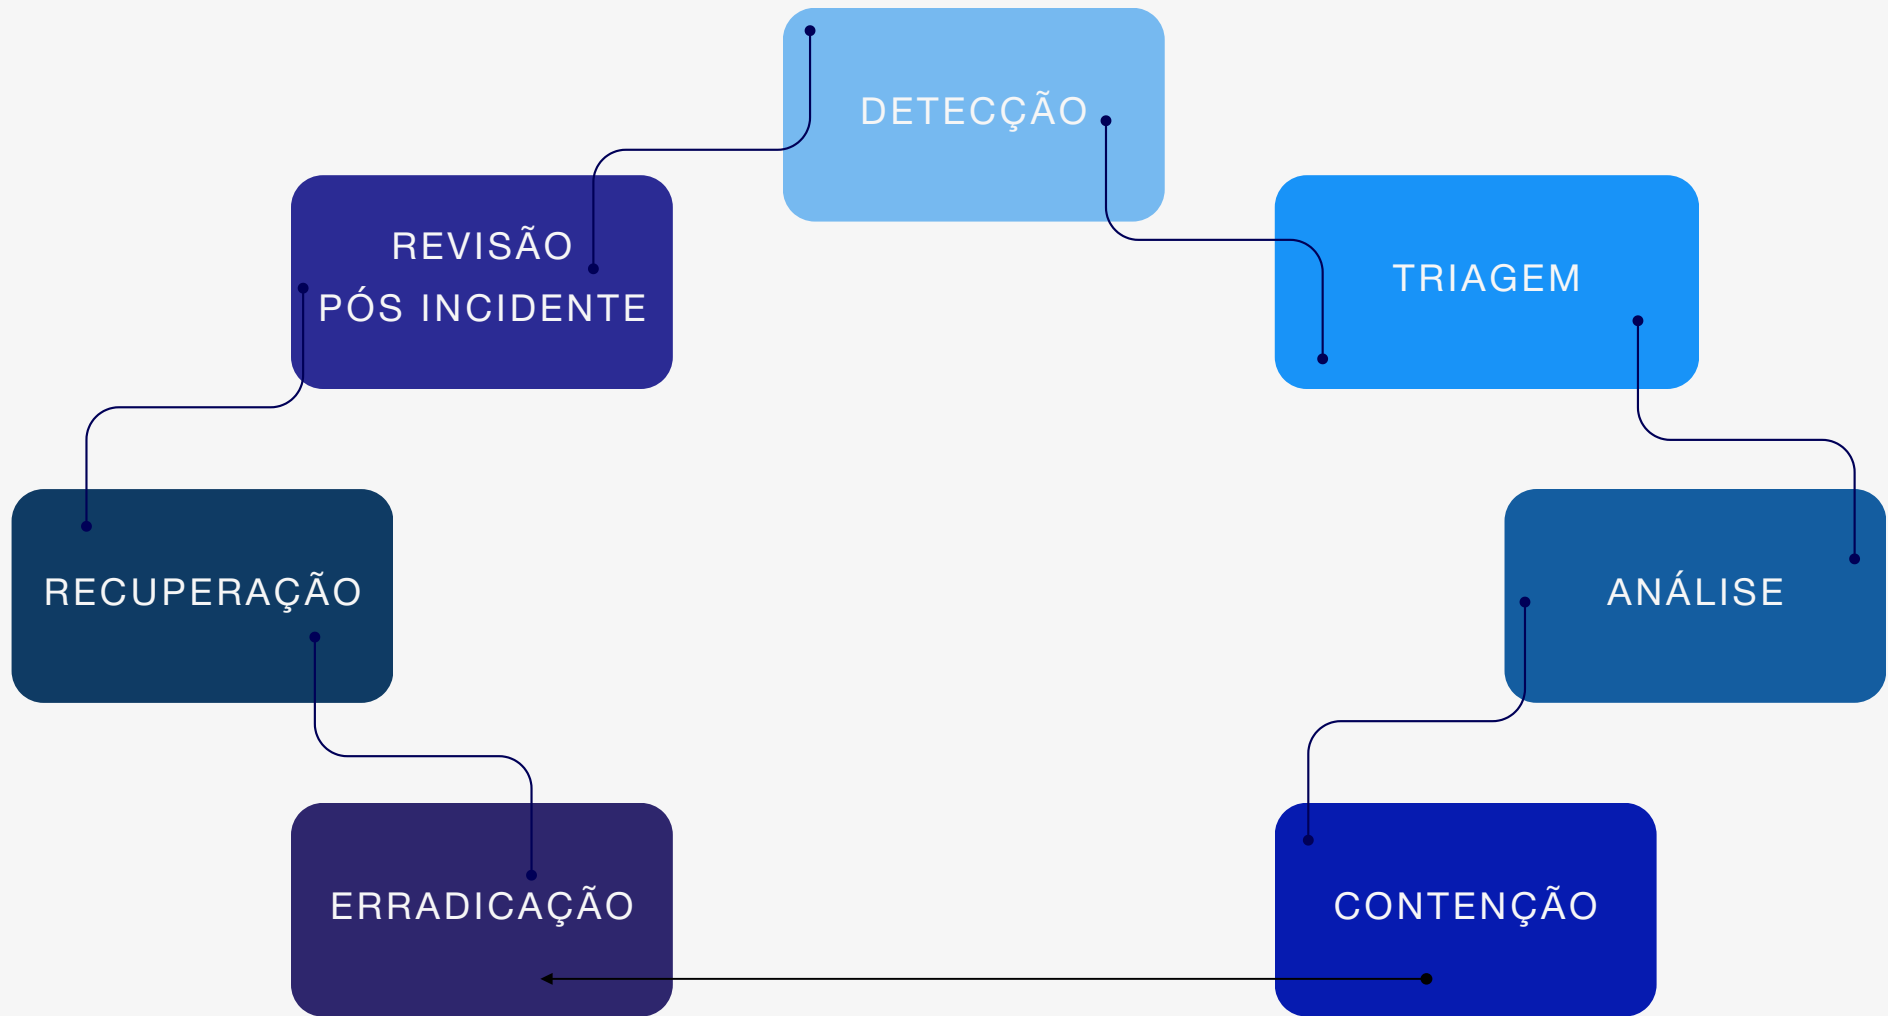 DETECÇÃO
TRIAGEM
ANÁLISE
CONTENÇÃO
ERRADICAÇÃO
RECUPERAÇÃO
REVISÃO
PÓS INCIDENTE